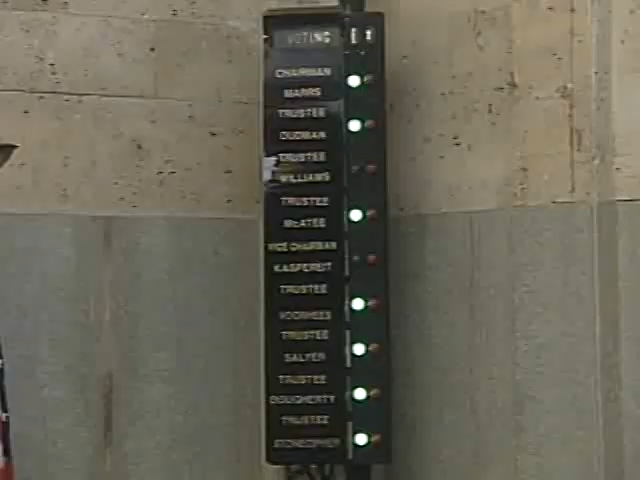 VOTING
CHAIRMAN
MARRS
TRUSTEE
TRUSTEE
WILLIAMS
TRUSTEE
McATEE
VICE CHAIRMAN
KASPEREIT
TRUSTEE
VOORHEES
TRUSTEE
SALYER
TRUSTEE
DOUGHERTY
TRUSTEE